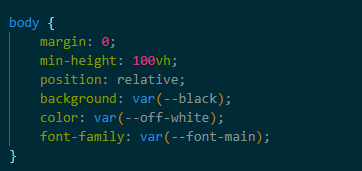 body {
    margin: 0;
    min-height: 100vh;
    position: relative;
    background: var(--black);
    color: var(--off-white);
    font-family: var(--font-main);
}